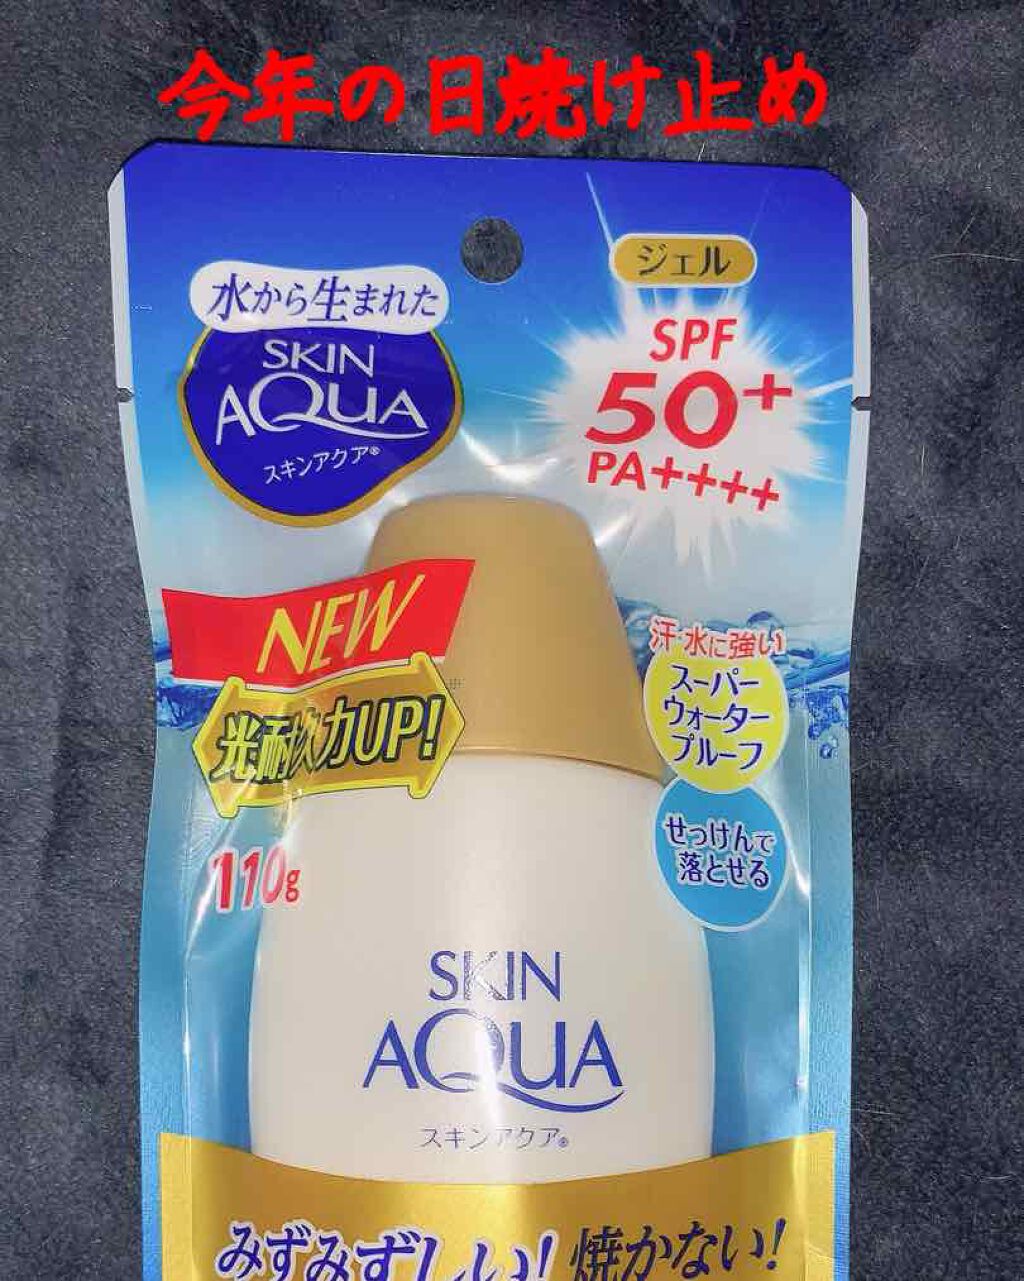 今年の日焼け止め
水から生まれた
SKIN
AQUA
スキンアクア®
ジェル
SPF
50+
PA++++
NEW
光耐久力UP!
110g
汗・水に強い
スーパー
ウォーター
プルーフ
せっけんで
落とせる
SKIN
AQUA
スキンアクア®
みずみずしい! 焼かない!